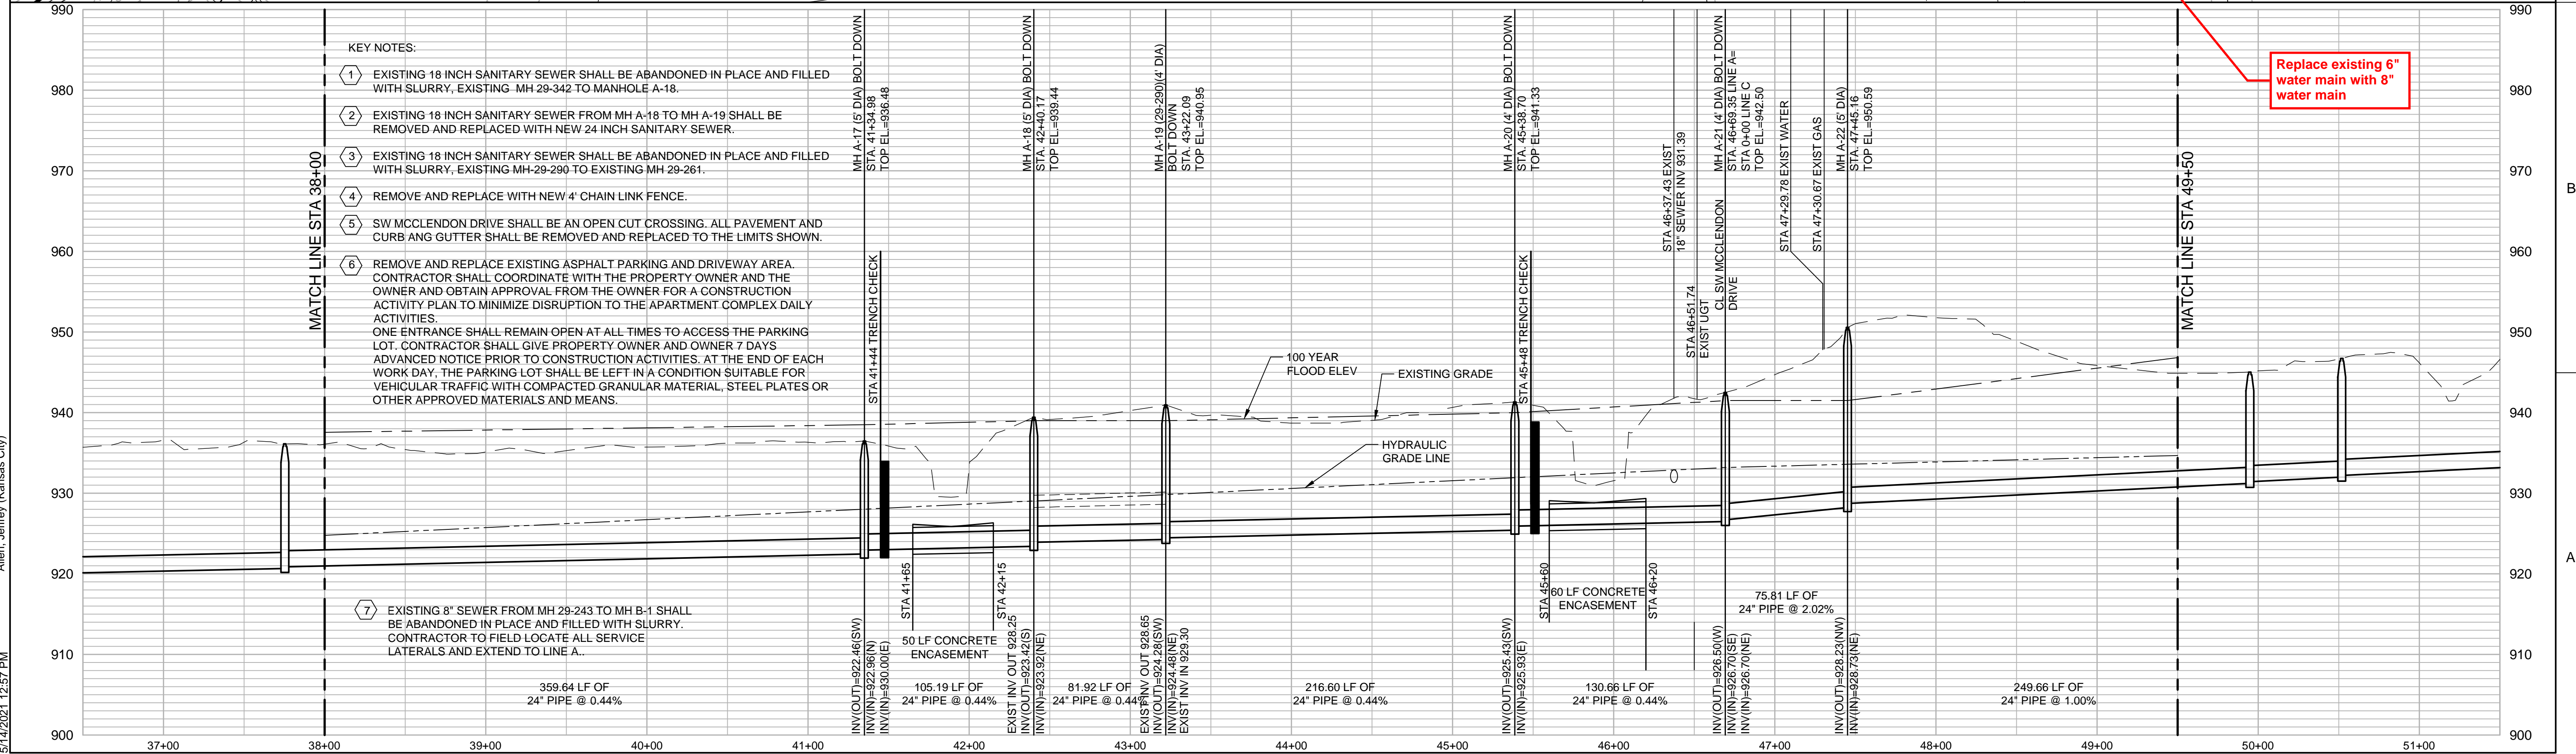 990
980
970
960
950
940
930
920
910
900
KEY NOTES:
1 EXISTING 18 INCH SANITARY SEWER SHALL BE ABANDONED IN PLACE AND FILLED
WITH SLURRY, EXISTING MH 29-342 TO MANHOLE A-18.
2 EXISTING 18 INCH SANITARY SEWER FROM MH A-18 TO MH A-19 SHALL BE
REMOVED AND REPLACED WITH NEW 24 INCH SANITARY SEWER.
3 EXISTING 18 INCH SANITARY SEWER SHALL BE ABANDONED IN PLACE AND FILLED
WITH SLURRY, EXISTING MH-29-290 TO EXISTING MH 29-261.
4 REMOVE AND REPLACE WITH NEW 4' CHAIN LINK FENCE.
5 SW MCCLENDON DRIVE SHALL BE AN OPEN CUT CROSSING. ALL PAVEMENT AND
CURB ANG GUTTER SHALL BE REMOVED AND REPLACED TO THE LIMITS SHOWN.
6 REMOVE AND REPLACE EXISTING ASPHALT PARKING AND DRIVEWAY AREA.
CONTRACTOR SHALL COORDINATE WITH THE PROPERTY OWNER AND THE
OWNER AND OBTAIN APPROVAL FROM THE OWNER FOR A CONSTRUCTION
ACTIVITY PLAN TO MINIMIZE DISRUPTION TO THE APARTMENT COMPLEX DAILY
ACTIVITIES.
ONE ENTRANCE SHALL REMAIN OPEN AT ALL TIMES TO ACCESS THE PARKING
LOT. CONTRACTOR SHALL GIVE PROPERTY OWNER AND OWNER 7 DAYS
ADVANCED NOTICE PRIOR TO CONSTRUCTION ACTIVITIES. AT THE END OF EACH
WORK DAY, THE PARKING LOT SHALL BE LEFT IN A CONDITION SUITABLE FOR
VEHICULAR TRAFFIC WITH COMPACTED GRANULAR MATERIAL, STEEL PLATES OR
OTHER APPROVED MATERIALS AND MEANS.
7 EXISTING 8" SEWER FROM MH 29-243 TO MH B-1 SHALL
BE ABANDONED IN PLACE AND FILLED WITH SLURRY.
CONTRACTOR TO FIELD LOCATE ALL SERVICE
LATERALS AND EXTEND TO LINE A..
MATCH LINE STA 38+00
MH A-17 (5' DIA) BOLT DOWN
STA. 41+34.98
TOP EL.=936.48
STA 41+44 TRENCH CHECK
MH A-18 (5' DIA) BOLT DOWN
STA. 42+40.17
TOP EL.=939.44
MH A-19 (29-290)(4' DIA)
BOLT DOWN
STA. 43+22.09
TOP EL.=940.95
MH A-20 (4' DIA) BOLT DOWN
STA. 45+38.70
TOP EL.=941.33
STA 45+48 TRENCH CHECK
STA 46+37.43 EXIST
18" SEWER INV 931.39
STA 46+51.74
EXIST UGT
CL SW MCCLENDON
DRIVE
MH A-21 (4' DIA) BOLT DOWN
STA. 46+69.35 LINE A=
STA 0+00 LINE C
TOP EL.=942.50
STA 47+29.78 EXIST WATER
STA 47+30.67 EXIST GAS
MH A-22 (5' DIA)
STA. 47+45.16
TOP EL.=950.59
MATCH LINE STA 49+50
Replace existing 6"
water main with 8"
water main
100 YEAR
FLOOD ELEV
EXISTING GRADE
HYDRAULIC
GRADE LINE
STA 41+65
STA 42+15
50 LF CONCRETE
ENCASEMENT
STA 45+60
60 LF CONCRETE
ENCASEMENT
STA 46+20
INV(OUT)=922.46(SW)
INV(IN)=922.96(N)
INV(IN)=930.00(E)
EXIST INV OUT 928.25
INV(OUT)=923.42(S)
INV(IN)=923.92(NE)
EXIST INV OUT 928.65
INV(OUT)=924.28(SW)
INV(IN)=924.48(NE)
EXIST INV IN 929.30
INV(OUT)=925.43(SW)
INV(IN)=925.93(E)
INV(OUT)=926.50(W)
INV(IN)=926.70(SE)
INV(IN)=926.70(NE)
INV(OUT)=928.23(NW)
INV(IN)=928.73(NE)
359.64 LF OF
24" PIPE @ 0.44%
105.19 LF OF
24" PIPE @ 0.44%
81.92 LF OF
24" PIPE @ 0.44%
216.60 LF OF
24" PIPE @ 0.44%
130.66 LF OF
24" PIPE @ 0.44%
75.81 LF OF
24" PIPE @ 2.02%
249.66 LF OF
24" PIPE @ 1.00%
37+00
38+00
39+00
40+00
41+00
42+00
43+00
44+00
45+00
46+00
47+00
48+00
49+00
50+00
51+00
990
980
970
960
950
940
930
920
910
900
B
A
5/14/2021 12:57 PM
Allen, Jeffrey (Kansas City)